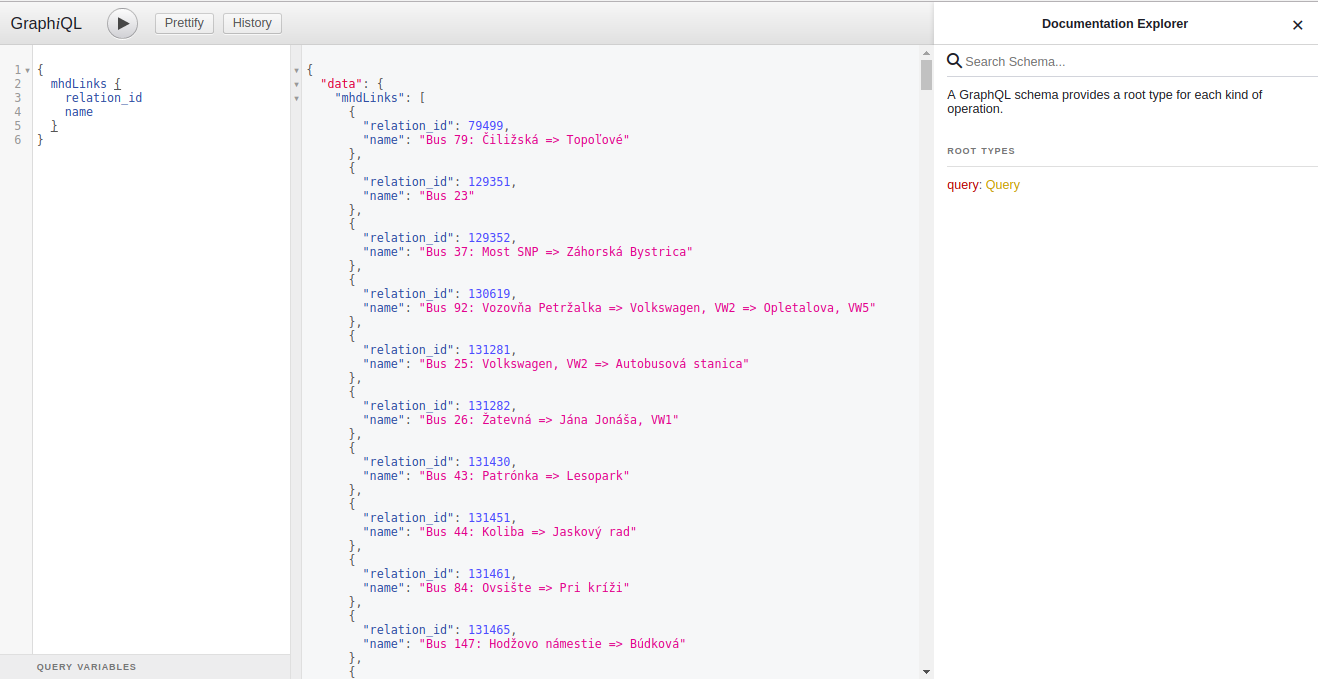 GraphiQL
Prettify
History
1 {
2 mhdLinks {
3 relation_id
4 name
5 }
6 }
QUERY VARIABLES
{
"data": {
"mhdLinks": [
{
"relation_id": 79499,
"name": "Bus 79: Čiližská => Topoľové"
},
{
"relation_id": 129351,
"name": "Bus 23"
},
{
"relation_id": 129352,
"name": "Bus 37: Most SNP => Záhorská Bystrica"
},
{
"relation_id": 130619,
"name": "Bus 92: Vozovňa Petržalka => Volkswagen, VW2 => Opletalova, VW5"
},
{
"relation_id": 131281,
"name": "Bus 25: Volkswagen, VW2 => Autobusová stanica"
},
{
"relation_id": 131282,
"name": "Bus 26: Žatevná => Jána Jonáša, VW1"
},
{
"relation_id": 131430,
"name": "Bus 43: Patrónka => Lesopark"
},
{
"relation_id": 131451,
"name": "Bus 44: Koliba => Jaskový rad"
},
{
"relation_id": 131461,
"name": "Bus 84: Ovsište => Pri kríži"
},
{
"relation_id": 131465,
"name": "Bus 147: Hodžovo námestie => Búdková"
},
{
Documentation Explorer
Search Schema...
A GraphQL schema provides a root type for each kind of
operation.
ROOT TYPES
query: Query